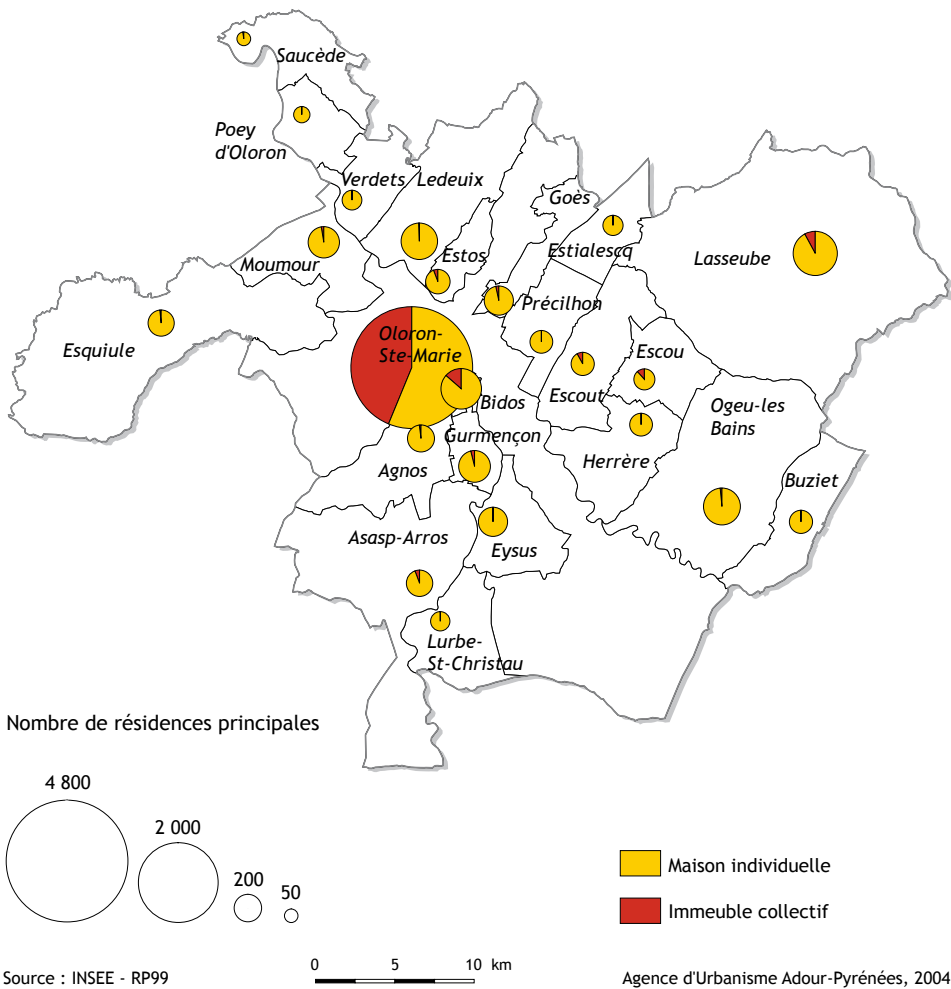 Saucède
Poey
d'Oloron
Verdets
Ledeuix
Goès
Estialescq
Lasseube
Moumour
Estos
Esquiule
Précilhon
Oloron-
Ste-Marie
Escou
Bidos
Escout
Ogeu-les
Bains
Gurmençon
Agnos
Herrère
Buziet
Asasp-Arros
Eysus
Lurbe-
St-Christau
Nombre de résidences principales
4 800
2 000
200
50
Maison individuelle
Immeuble collectif
Source : INSEE - RP99
0 5 10 km
Agence d'Urbanisme Adour-Pyrénées, 2004